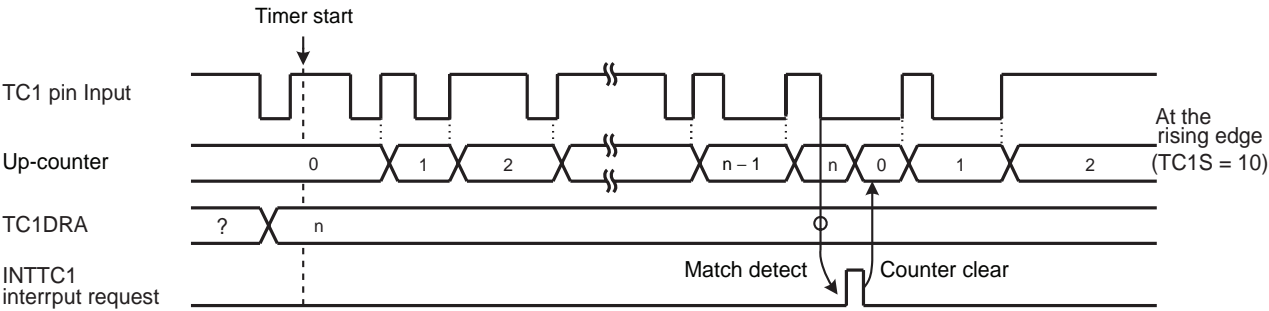 Timer start
TC1 pin Input
At the
rising edge
(TC1S = 10)
Up-counter
0
1
2
n – 1
n
0
1
2
TC1DRA
?
n
Match detect
Counter clear
INTTC1
interrput request